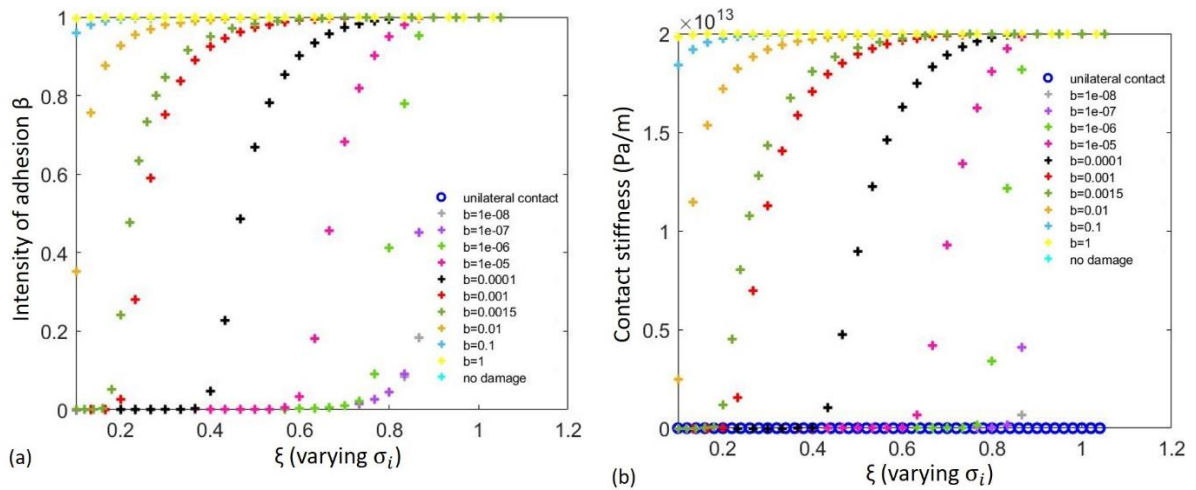 Intensity of adhesion β
1
0.8
0.6
0.4
0.2
0
0.2
0.4
0.6
0.8
1
1.2
unilateral contact
b=1e-08
b=1e-07
b=1e-06
b=1e-05
b=0.0001
b=0.001
b=0.0015
b=0.01
b=0.1
b=1
no damage
(a)
ξ (varying σᵢ)
Contact stiffness (Pa/m)
×10¹³
2
1.5
1
0.5
0
0.2
0.4
0.6
0.8
1
1.2
unilateral contact
b=1e-08
b=1e-07
b=1e-06
b=1e-05
b=0.0001
b=0.001
b=0.0015
b=0.01
b=0.1
b=1
no damage
(b)
ξ (varying σᵢ)